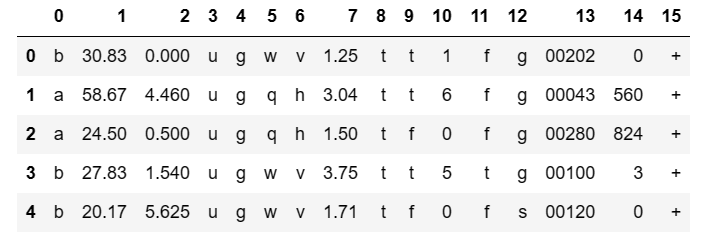 0 1 2 3 4 5 6 7 8 9 10 11 12 13 14 15
0 b 30.83 0.000 u g w v 1.25 t t 1 f g 00202 0 +
1 a 58.67 4.460 u g q h 3.04 t t 6 f g 00043 560 +
2 a 24.50 0.500 u g q h 1.50 t f 0 f g 00280 824 +
3 b 27.83 1.540 u g w v 3.75 t t 5 t g 00100 3 +
4 b 20.17 5.625 u g w v 1.71 t f 0 f s 00120 0 +